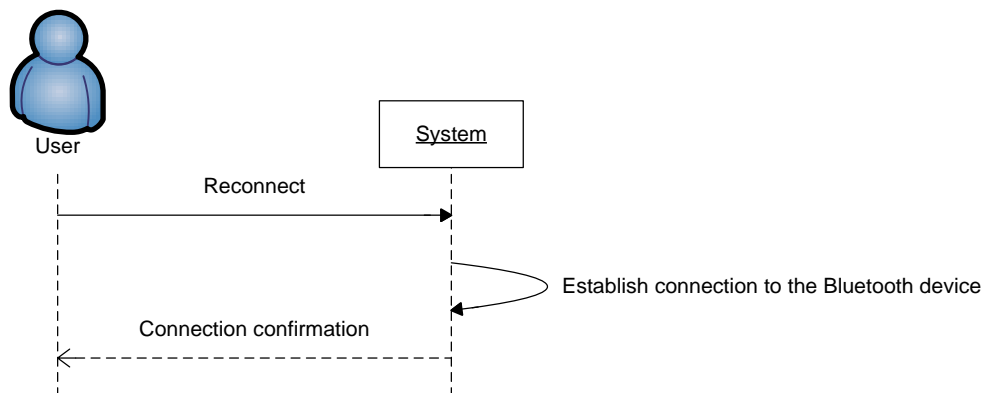 User
System
Reconnect
Establish connection to the Bluetooth device
Connection confirmation